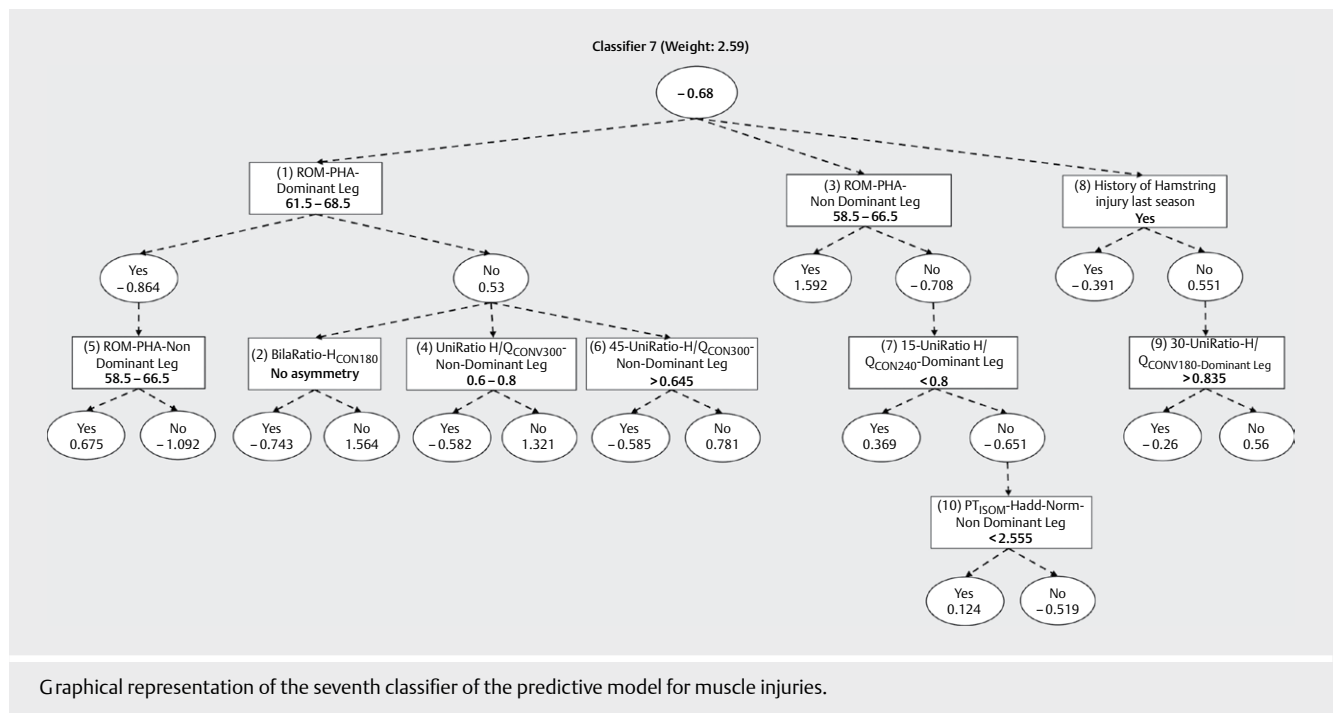 Classifier 7 (Weight: 2.59)
– 0.68
(1) ROM-PHA-
Dominant Leg
61.5 – 68.5
(3) ROM-PHA-
Non Dominant Leg
58.5 – 66.5
(8) History of Hamstring
injury last season
Yes
Yes
– 0.864
No
0.53
Yes
1.592
No
– 0.708
Yes
– 0.391
No
0.551
(5) ROM-PHA-Non
Dominant Leg
58.5 – 66.5
(2) BilaRatio-HCON180
No asymmetry
(4) UniRatio H/QCONV300-
Non-Dominant Leg
0.6 – 0.8
(6) 45-UniRatio-H/QCON300-
Non-Dominant Leg
> 0.645
(7) 15-UniRatio H/
QCON240-Dominant Leg
< 0.8
(9) 30-UniRatio-H/
QCONV180-Dominant Leg
> 0.835
Yes
0.675
No
– 1.092
Yes
– 0.743
No
1.564
Yes
– 0.582
No
1.321
Yes
– 0.585
No
0.781
Yes
0.369
No
– 0.651
Yes
– 0.26
No
0.56
(10) PTISOM-Hadd-Norm-
Non Dominant Leg
< 2.555
Yes
0.124
No
– 0.519
Graphical representation of the seventh classifier of the predictive model for muscle injuries.